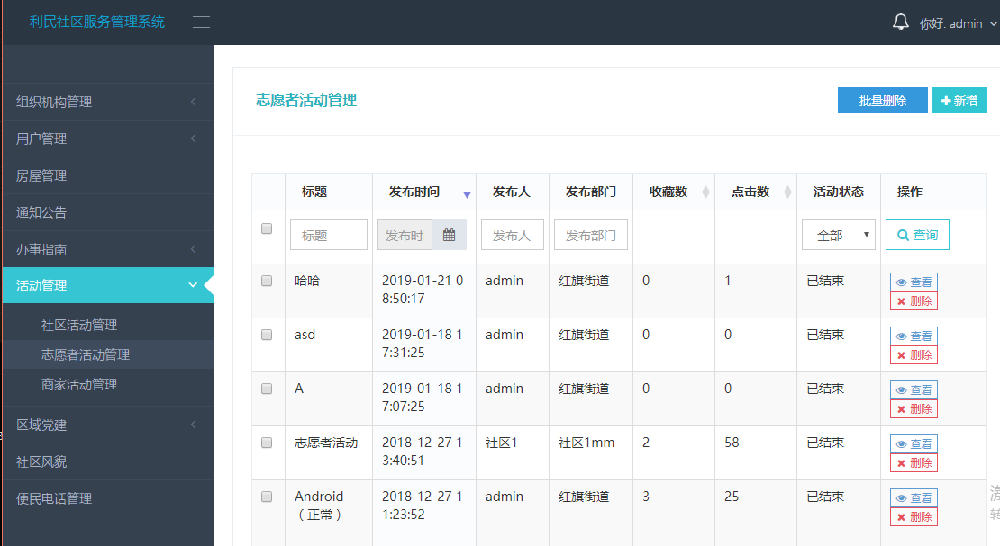 利民社区服务管理系统
你好: admin
组织机构管理
用户管理
房屋管理
通知公告
办事指南
活动管理
社区活动管理
志愿者活动管理
商家活动管理
区域党建
社区风貌
便民电话管理
志愿者活动管理
批量删除
新增
标题 发布时间 发布人 发布部门 收藏数 点击数 活动状态 操作
标题 发布时 发布人 发布部门 全部 查询
哈哈 2019-01-21 0 admin 红旗街道 0 1 已结束 查看
8:50:17 删除
asd 2019-01-18 1 admin 红旗街道 0 0 已结束 查看
7:31:25 删除
A 2019-01-18 1 admin 红旗街道 0 0 已结束 查看
7:07:25 删除
志愿者活动 2018-12-27 1 社区1 社区1mm 2 58 已结束 查看
3:40:51 删除
Android 2018-12-27 1 admin 红旗街道 3 25 已结束 查看
（正常）--- 1:23:52 删除
-------------